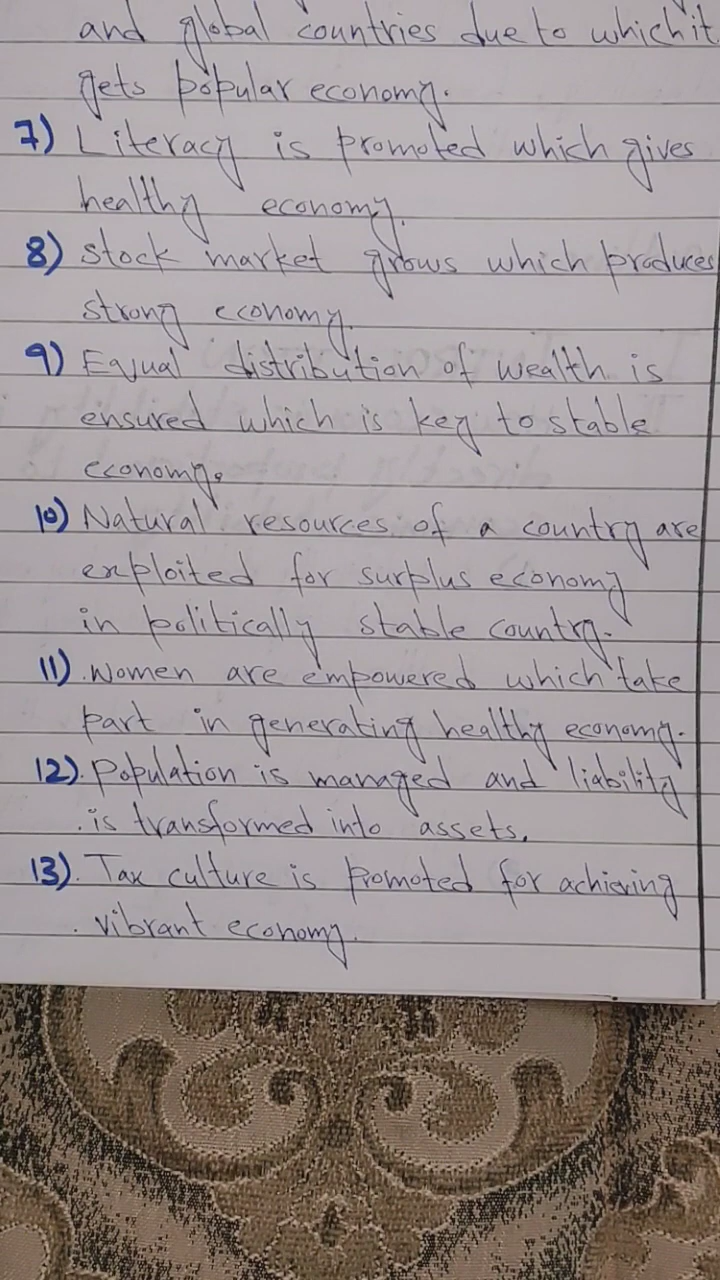 and global countries due to which it
gets popular economy.
7) Literacy is promoted which gives
healthy economy.
8) Stock market grows which produces
strong economy.
9) Equal distribution of wealth is
ensured which is key to stable
economy.
10) Natural resources of a country are
exploited for surplus economy
in politically stable country.
11). Women are empowered which take
part in generating healthy economy.
12). Population is managed and liability
is transformed into assets.
13). Tax culture is promoted for achieving
vibrant economy.